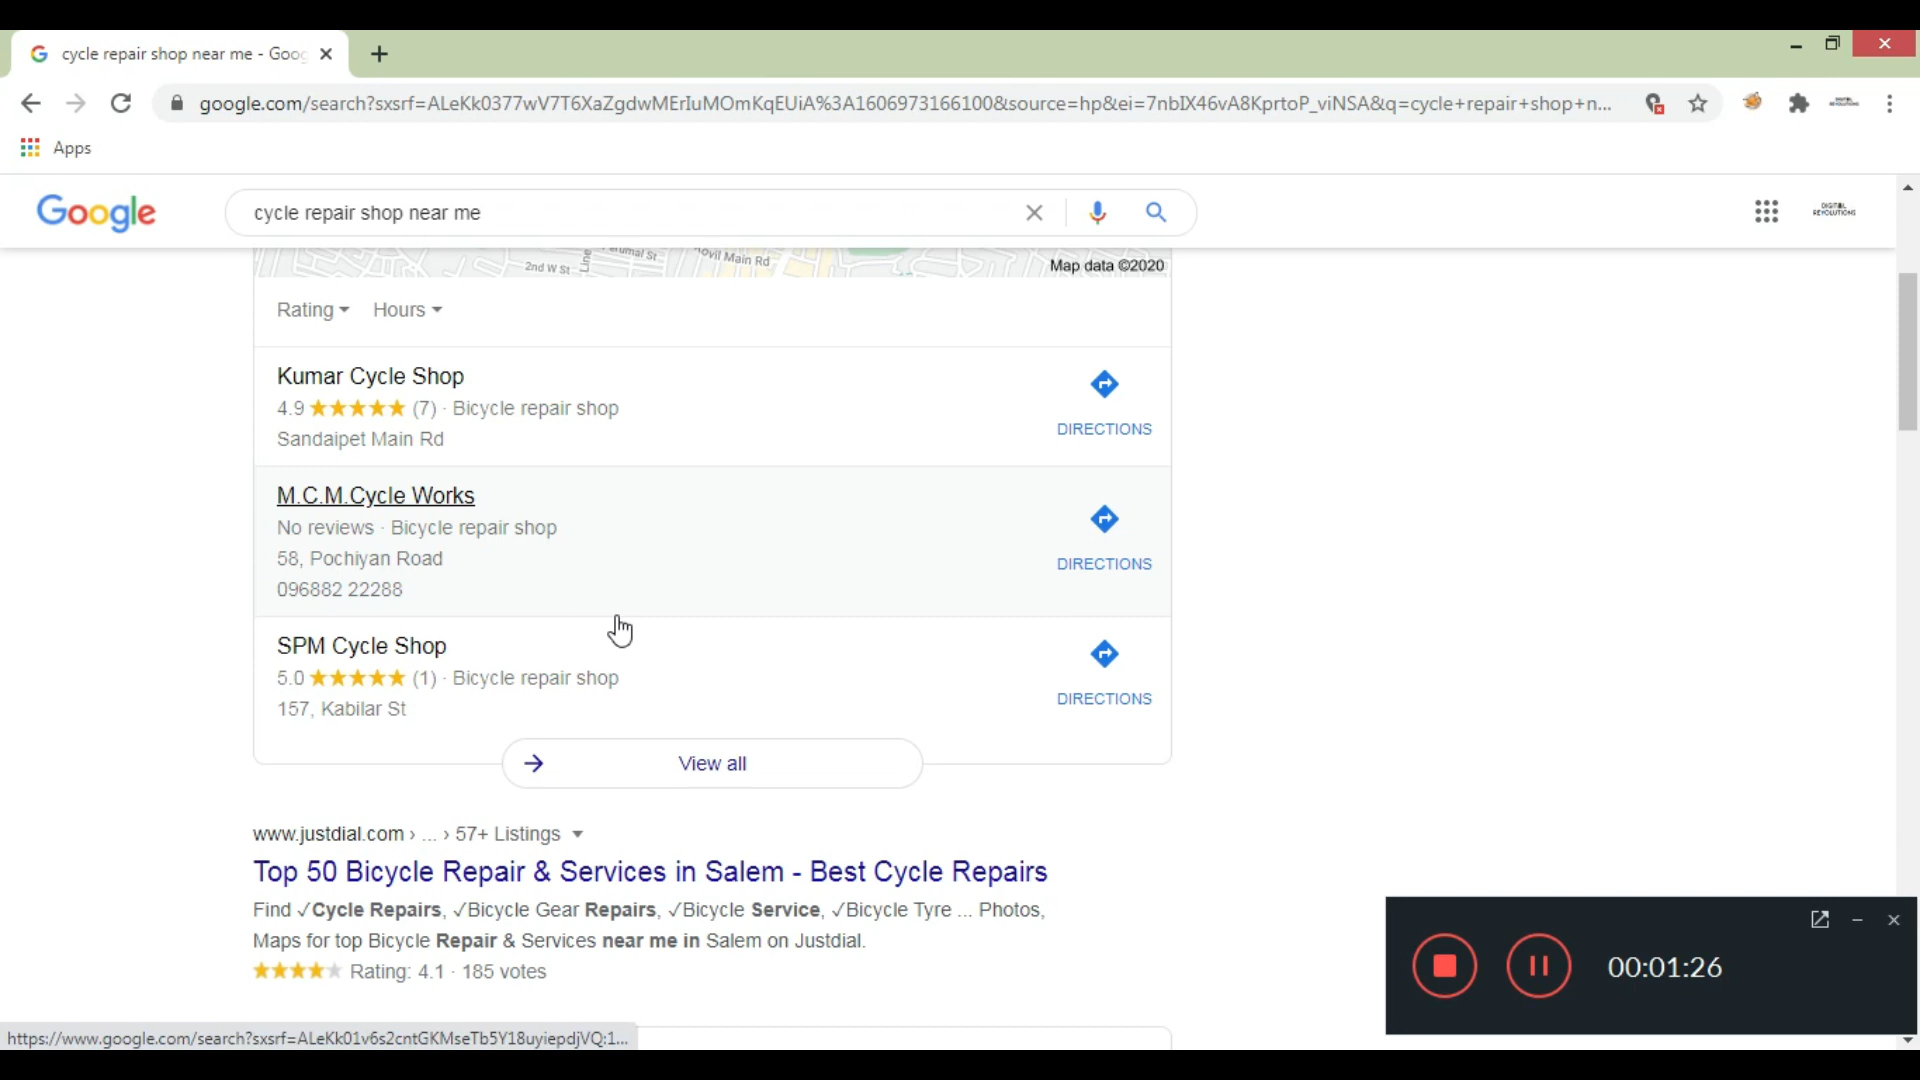 cycle repair shop near me - Goo
google.com/search?sxsrf=ALeKk0377wV7T6XaZgdwMErIuMOmKqEUiA%3A1606973166100&source=hp&ei=7nbIX46vA8KprtoP_viNSA&q=cycle+repair+shop+n...
Apps
Google
cycle repair shop near me
DIGITAL
REVOLUTIONS
2nd W St
Line
Main Rd
Map data ©2020
Rating
Hours
Kumar Cycle Shop
4.9 (7) · Bicycle repair shop
Sandaipet Main Rd
DIRECTIONS
M.C.M.Cycle Works
No reviews · Bicycle repair shop
58, Pochiyan Road
096882 22288
DIRECTIONS
SPM Cycle Shop
5.0 (1) · Bicycle repair shop
157, Kabilar St
DIRECTIONS
View all
www.justdial.com › ... › 57+ Listings
Top 50 Bicycle Repair & Services in Salem - Best Cycle Repairs
Find ✓Cycle Repairs, ✓Bicycle Gear Repairs, ✓Bicycle Service, ✓Bicycle Tyre ... Photos,
Maps for top Bicycle Repair & Services near me in Salem on Justdial.
Rating: 4.1 · 185 votes
00:01:26
https://www.google.com/search?sxsrf=ALeKk01v6s2cntGKMseTb5Y18uyiepdjVQ:1...